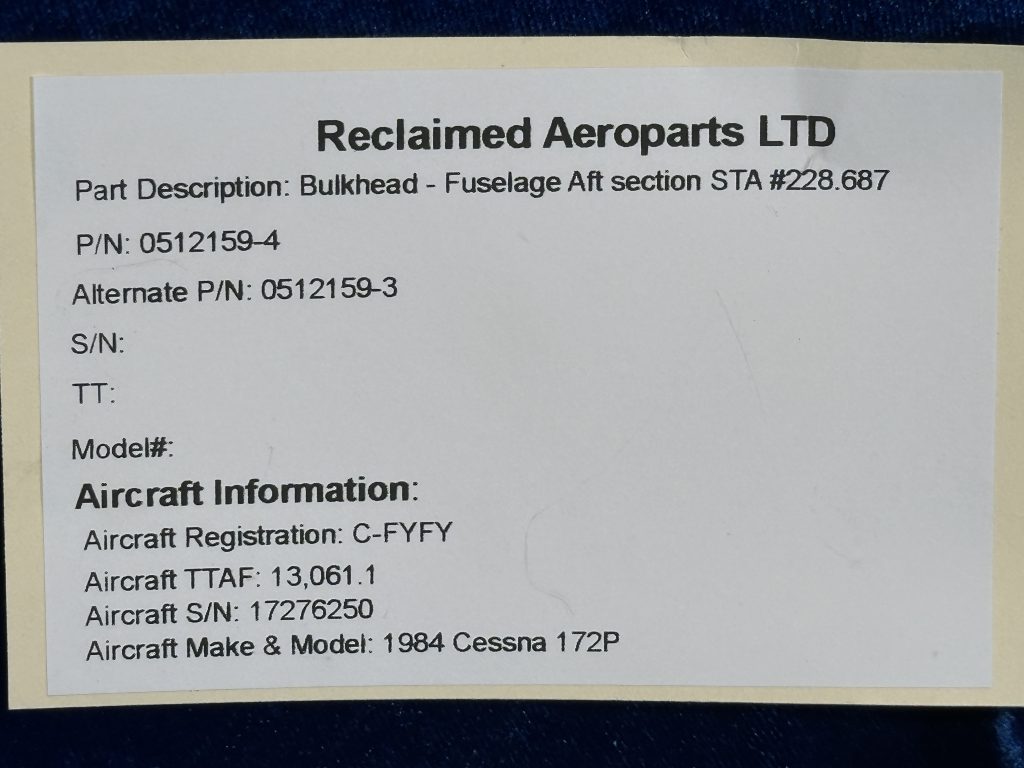 Reclaimed Aeroparts LTD
Part Description: Bulkhead - Fuselage Aft section STA #228.687
P/N: 0512159-4
Alternate P/N: 0512159-3
S/N:
TT:
Model#:
Aircraft Information:
Aircraft Registration: C-FYFY
Aircraft TTAF: 13,061.1
Aircraft S/N: 17276250
Aircraft Make & Model: 1984 Cessna 172P